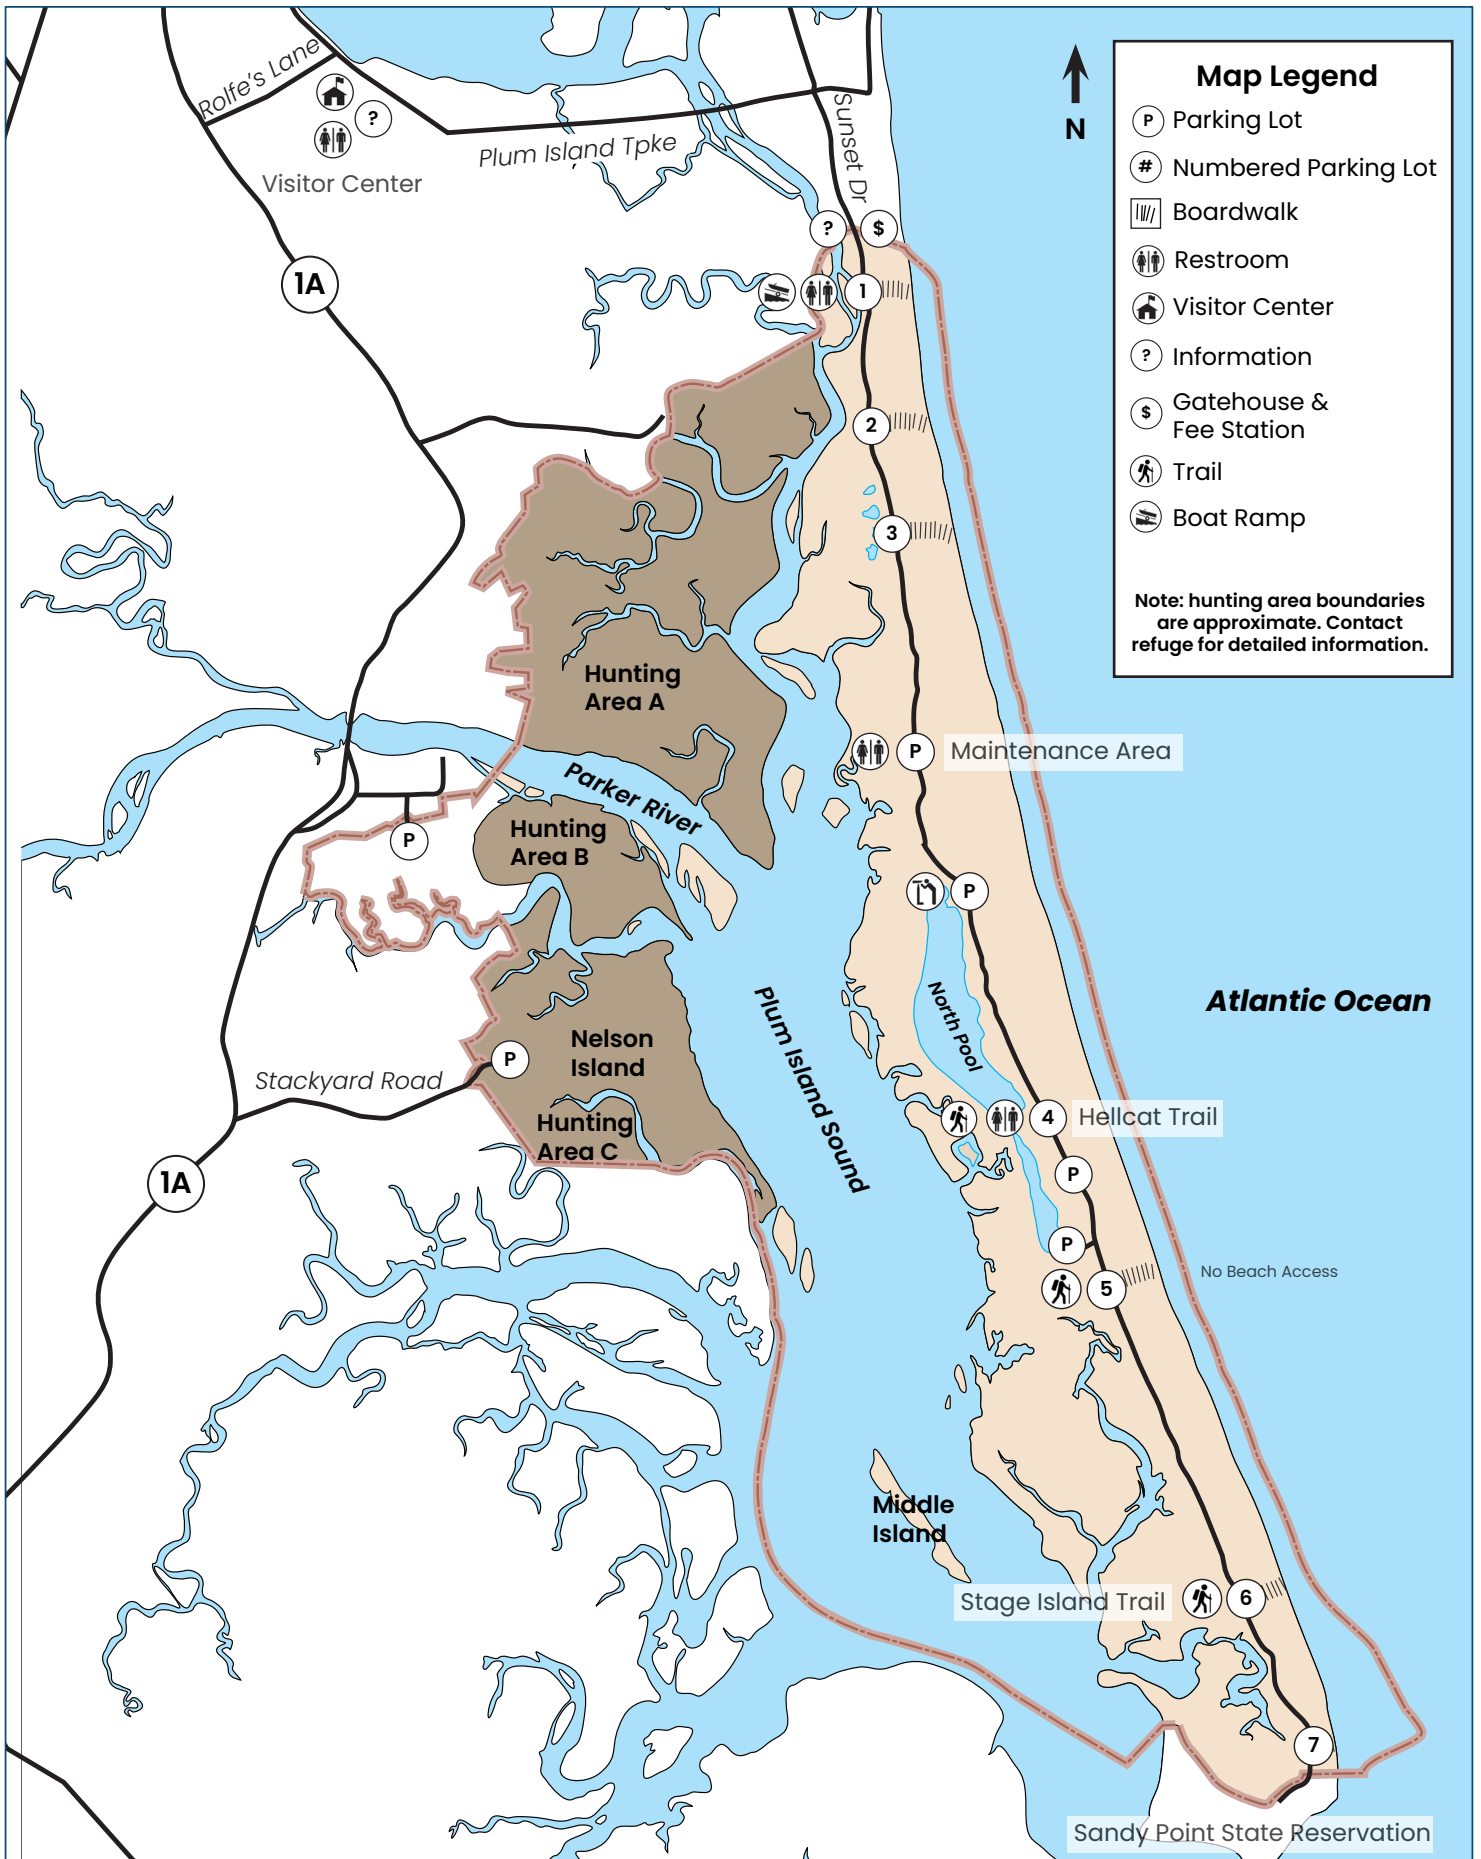 Rolfe's Lane
?
Visitor Center
Plum Island Tpke
Sunset Dr
N
Map Legend
P Parking Lot
# Numbered Parking Lot
Boardwalk
Restroom
Visitor Center
? Information
$ Gatehouse &
Fee Station
Trail
Boat Ramp
Note: hunting area boundaries
are approximate. Contact
refuge for detailed information.
? $
1A
1
2
3
Hunting
Area A
P Maintenance Area
Parker River
Hunting
Area B
P
P
North Pool
Atlantic Ocean
Plum Island Sound
Nelson
Island
P
Stackyard Road
Hunting
Area C
4 Hellcat Trail
1A
P
P
5
No Beach Access
Middle
Island
Stage Island Trail 6
7
Sandy Point State Reservation